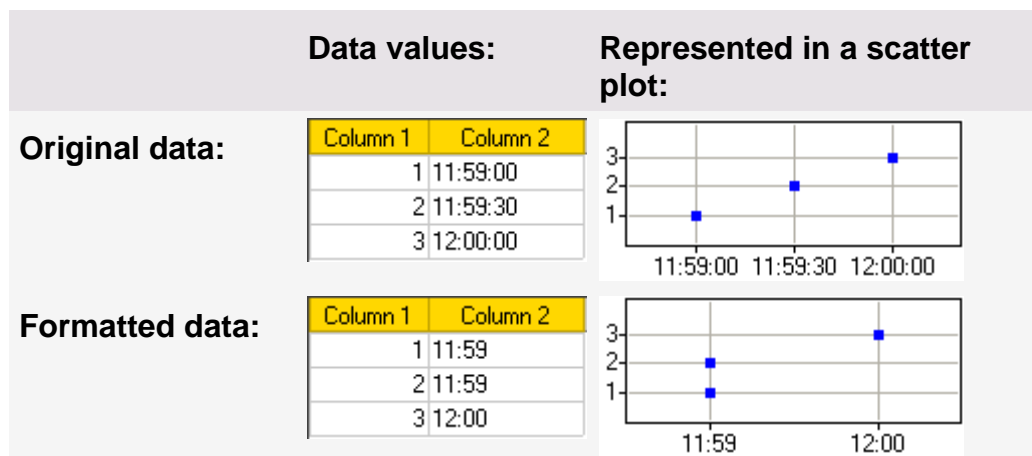 Data values:
Represented in a scatter
plot:
Original data:
Column 1 Column 2
1 11:59:00
2 11:59:30
3 12:00:00
3
2
1
11:59:00 11:59:30 12:00:00
Formatted data:
Column 1 Column 2
1 11:59
2 11:59
3 12:00
3
2
1
11:59 12:00